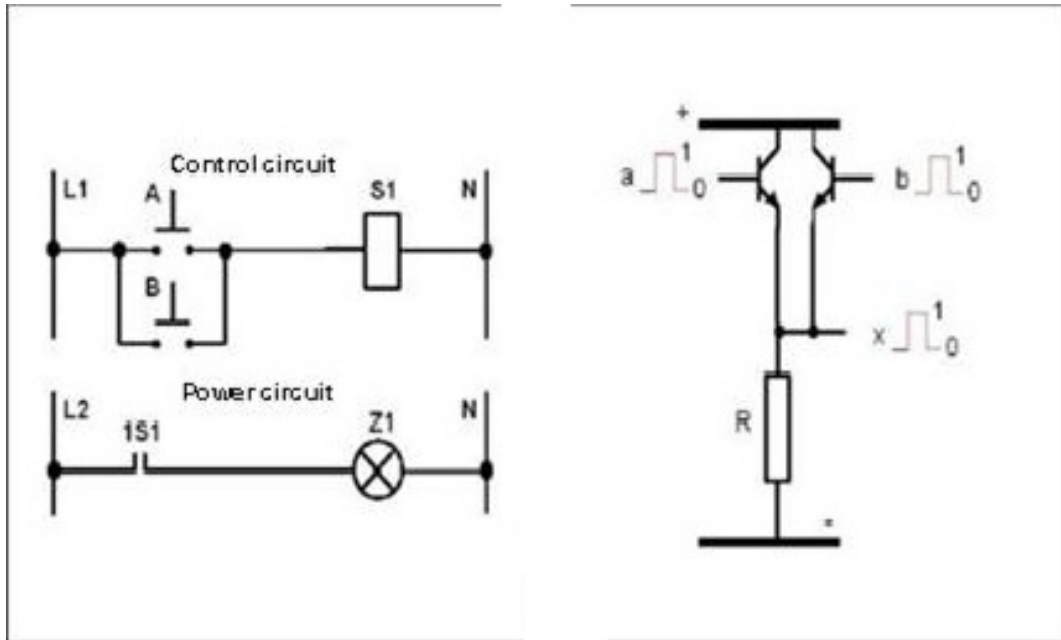 Control circuit
L1
A
S1
N
B
Power circuit
L2
1S1
Z1
N
+
a 1 0
b 1 0
x 1 0
R